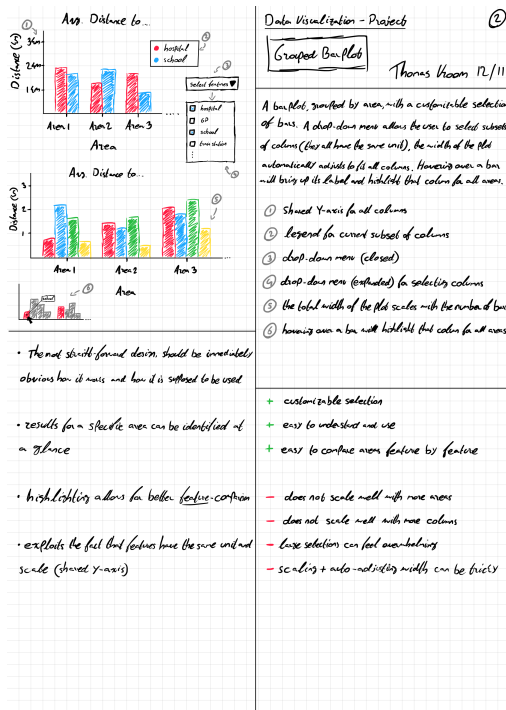 Data Visualization - Project
2
Grouped Barplot
Thomas 12/11
Avg. Distance to...
1
Distance (km)
3km
2km
1km
Area 1 Area 2 Area 3
Area
2
hospital
school
3
select features
hospital
GP
school
train station
4
Avg. Distance to...
Distance (km)
3
2
1
5
Area 1 Area 2 Area 3
Area
6
A barplot, grouped by area, with a customizable selection
of bars. A drop-down menu allows the user to select subset
of columns (they all have the same unit), the width of the plot
automatically adjusts to fit all columns. Hovering over a bar
will bring up its label and highlight that column for all areas.
1 shared Y-axis for all columns
2 legend for current subset of columns
3 drop-down menu (closed)
4 drop-down menu (expanded) for selecting columns
5 the total width of the plot scales with the number of bars
6 hovering over a bar will highlight that column for all areas
• The most straight-forward design, should be immediately
obvious how it works and how it is supposed to be used
• results for a specific area can be identified at
a glance
• highlighting allows for better feature-comparison
• exploits the fact that features have the same unit and
scale (shared Y-axis)
+ customizable selection
+ easy to understand and use
+ easy to compare areas feature by feature
- does not scale well with more areas
- does not scale well with more columns
- large selections can feel overwhelming
- scaling + auto-adjusting width can be tricky